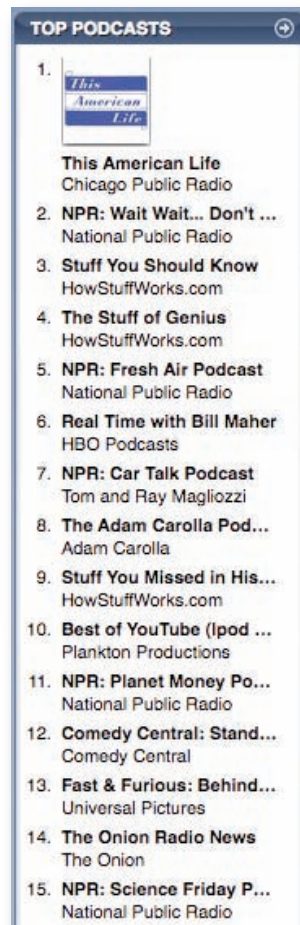 TOP PODCASTS
1.
This
American
Life
This American Life
Chicago Public Radio
2. NPR: Wait Wait... Don't ...
National Public Radio
3. Stuff You Should Know
HowStuffWorks.com
4. The Stuff of Genius
HowStuffWorks.com
5. NPR: Fresh Air Podcast
National Public Radio
6. Real Time with Bill Maher
HBO Podcasts
7. NPR: Car Talk Podcast
Tom and Ray Magliozzi
8. The Adam Carolla Pod...
Adam Carolla
9. Stuff You Missed in His...
HowStuffWorks.com
10. Best of YouTube (Ipod ...
Plankton Productions
11. NPR: Planet Money Po...
National Public Radio
12. Comedy Central: Stand...
Comedy Central
13. Fast & Furious: Behind...
Universal Pictures
14. The Onion Radio News
The Onion
15. NPR: Science Friday P...
National Public Radio